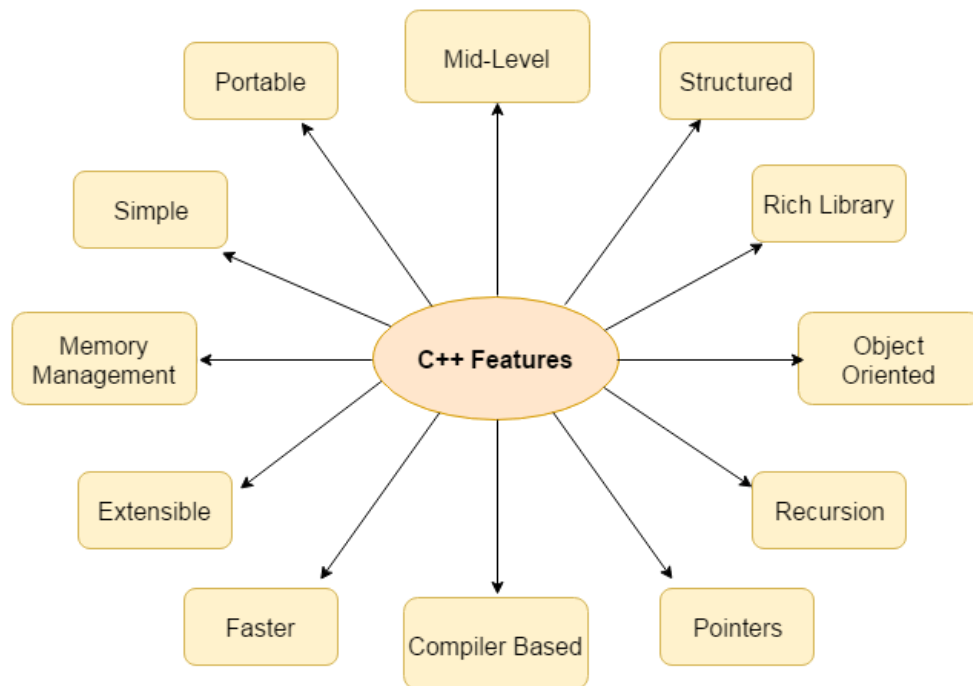 Mid-Level
Portable
Structured
Simple
Rich Library
Memory
Management
C++ Features
Object
Oriented
Extensible
Recursion
Faster
Compiler Based
Pointers